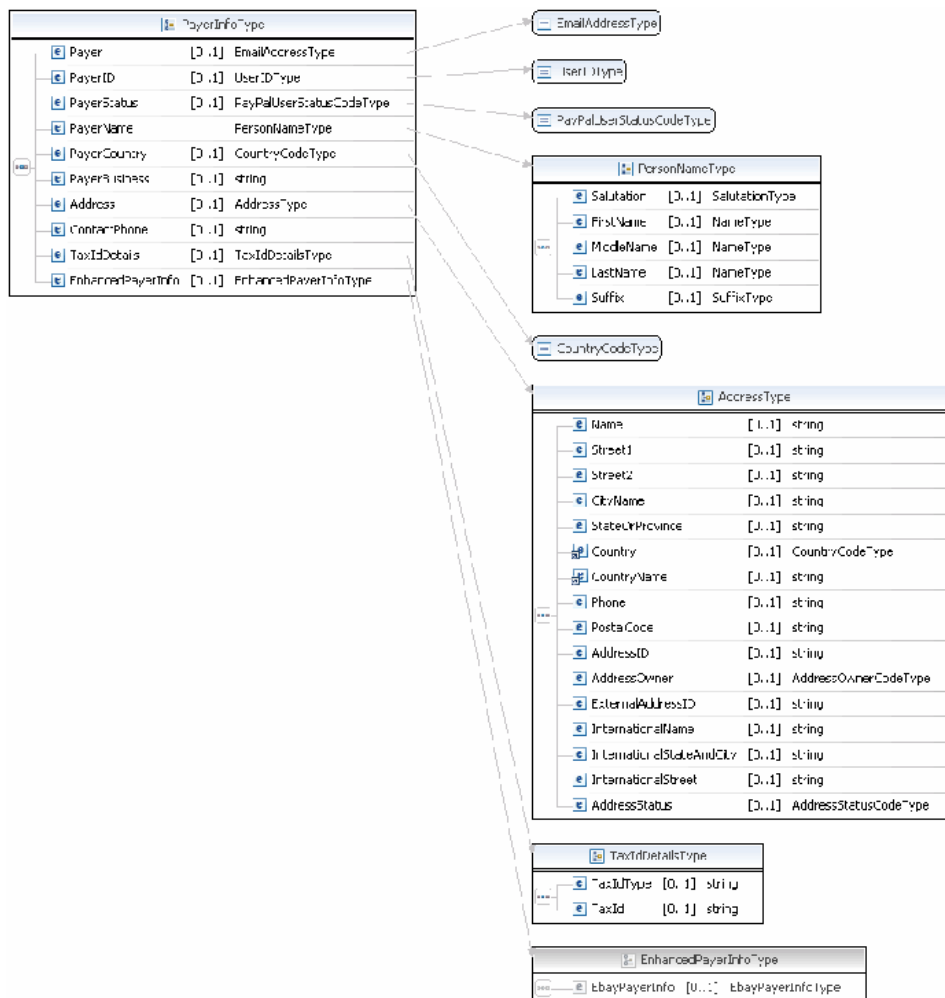 PayerInfoType
Payer [0..1] EmailAddressType
PayerID [0..1] UserIDType
PayerStatus [0..1] PayPalUserStatusCodeType
PayerName PersonNameType
PayerCountry [0..1] CountryCodeType
PayerBusiness [0..1] string
Address [0..1] AddressType
ContactPhone [0..1] string
TaxIdDetails [0..1] TaxIdDetailsType
EnhancedPayerInfo [0..1] EnhancedPayerInfoType
EmailAddressType
UserIDType
PayPalUserStatusCodeType
PersonNameType
Salutation [0..1] SalutationType
FirstName [0..1] NameType
MiddleName [0..1] NameType
LastName [0..1] NameType
Suffix [0..1] SuffixType
CountryCodeType
AddressType
Name [0..1] string
Street1 [0..1] string
Street2 [0..1] string
CityName [0..1] string
StateOrProvince [0..1] string
Country [0..1] CountryCodeType
CountryName [0..1] string
Phone [0..1] string
PostalCode [0..1] string
AddressID [0..1] string
AddressOwner [0..1] AddressOwnerCodeType
ExternalAddressID [0..1] string
InternationalName [0..1] string
InternationalStateAndCity [0..1] string
InternationalStreet [0..1] string
AddressStatus [0..1] AddressStatusCodeType
TaxIdDetailsType
TaxIdType [0..1] string
TaxId [0..1] string
EnhancedPayerInfoType
EbayPayerInfo [0..1] EbayPayerInfoType